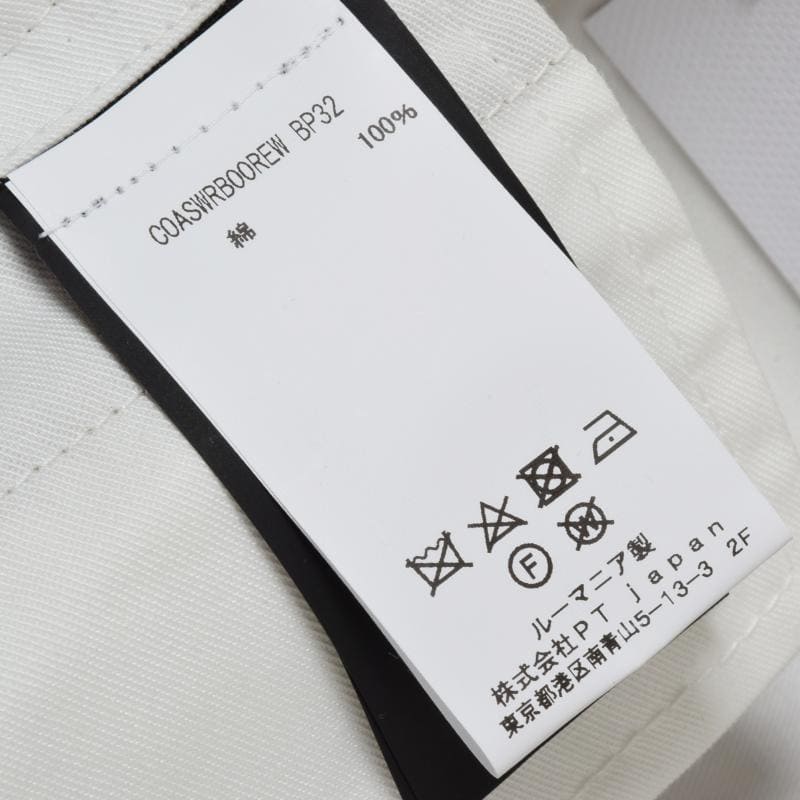 COASWRBOOREW BP32
綿 100%
F
W
ルーマニア製
株式会社PT japan
東京都港区南青山5-13-3 2F